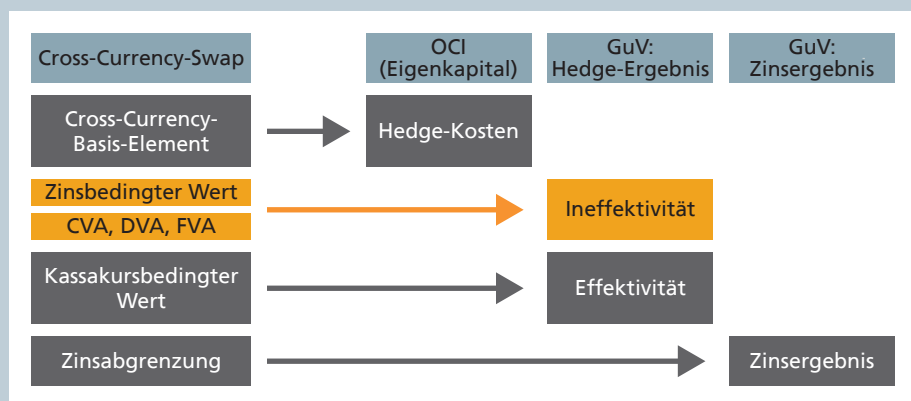 Cross-Currency-Swap
OCI
(Eigenkapital)
GuV:
Hedge-Ergebnis
GuV:
Zinsergebnis
Cross-Currency-
Basis-Element
Hedge-Kosten
Zinsbedingter Wert
CVA, DVA, FVA
Ineffektivität
Kassakursbedingter
Wert
Effektivität
Zinsabgrenzung
Zinsergebnis